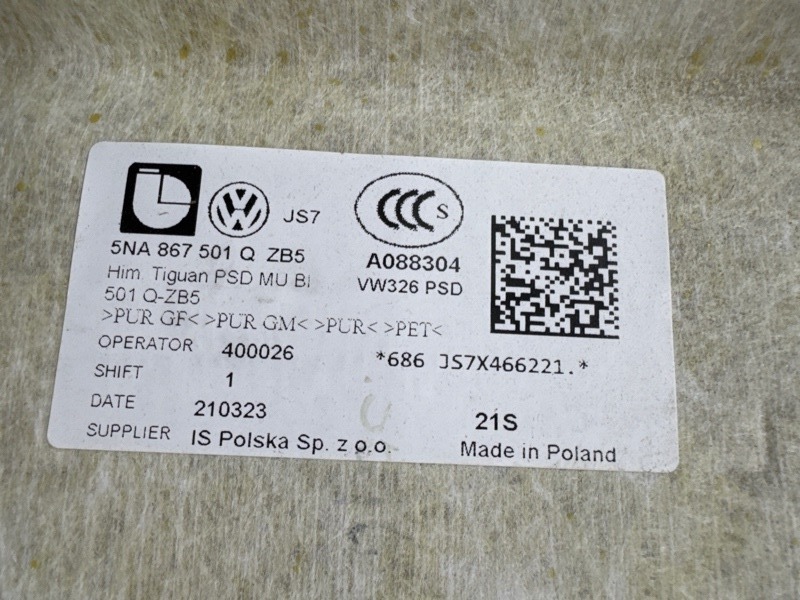 JS7
S
5NA 867 501 Q ZB5
A088304
Him. Tiguan PSD MU Bl
VW326 PSD
501 Q-ZB5
>PUR GF< >PUR GM< >PUR< >PET<
OPERATOR 400026
*686 JS7X466221.*
SHIFT 1
DATE 210323
21S
SUPPLIER IS Polska Sp. z o.o.
Made in Poland